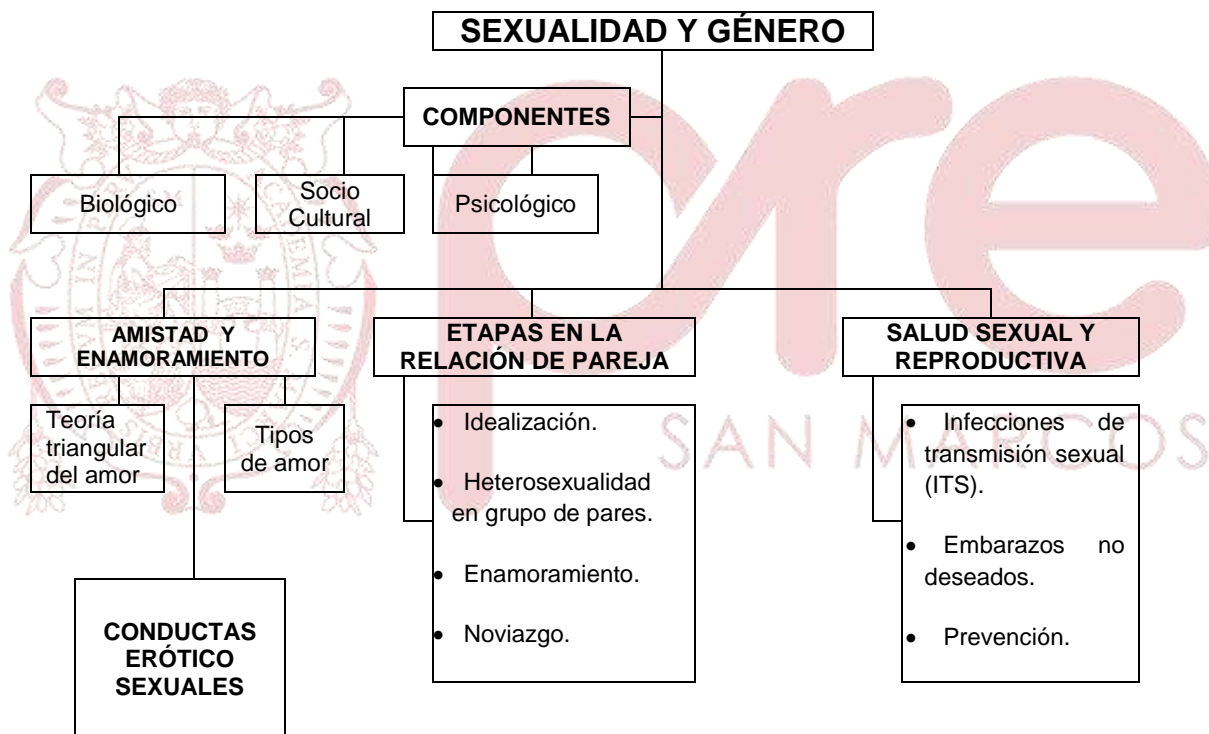 SEXUALIDAD Y GÉNERO
COMPONENTES
Biológico
Socio
Cultural
Psicológico
AMISTAD Y
ENAMORAMIENTO
Teoría
triangular
del amor
Tipos
de amor
CONDUCTAS
ERÓTICO
SEXUALES
ETAPAS EN LA
RELACIÓN DE PAREJA
• Idealización.
• Heterosexualidad
en grupo de pares.
• Enamoramiento.
• Noviazgo.
SALUD SEXUAL Y
REPRODUCTIVA
• Infecciones de
transmisión sexual
(ITS).
• Embarazos no
deseados.
• Prevención.
pre
SAN MARCOS